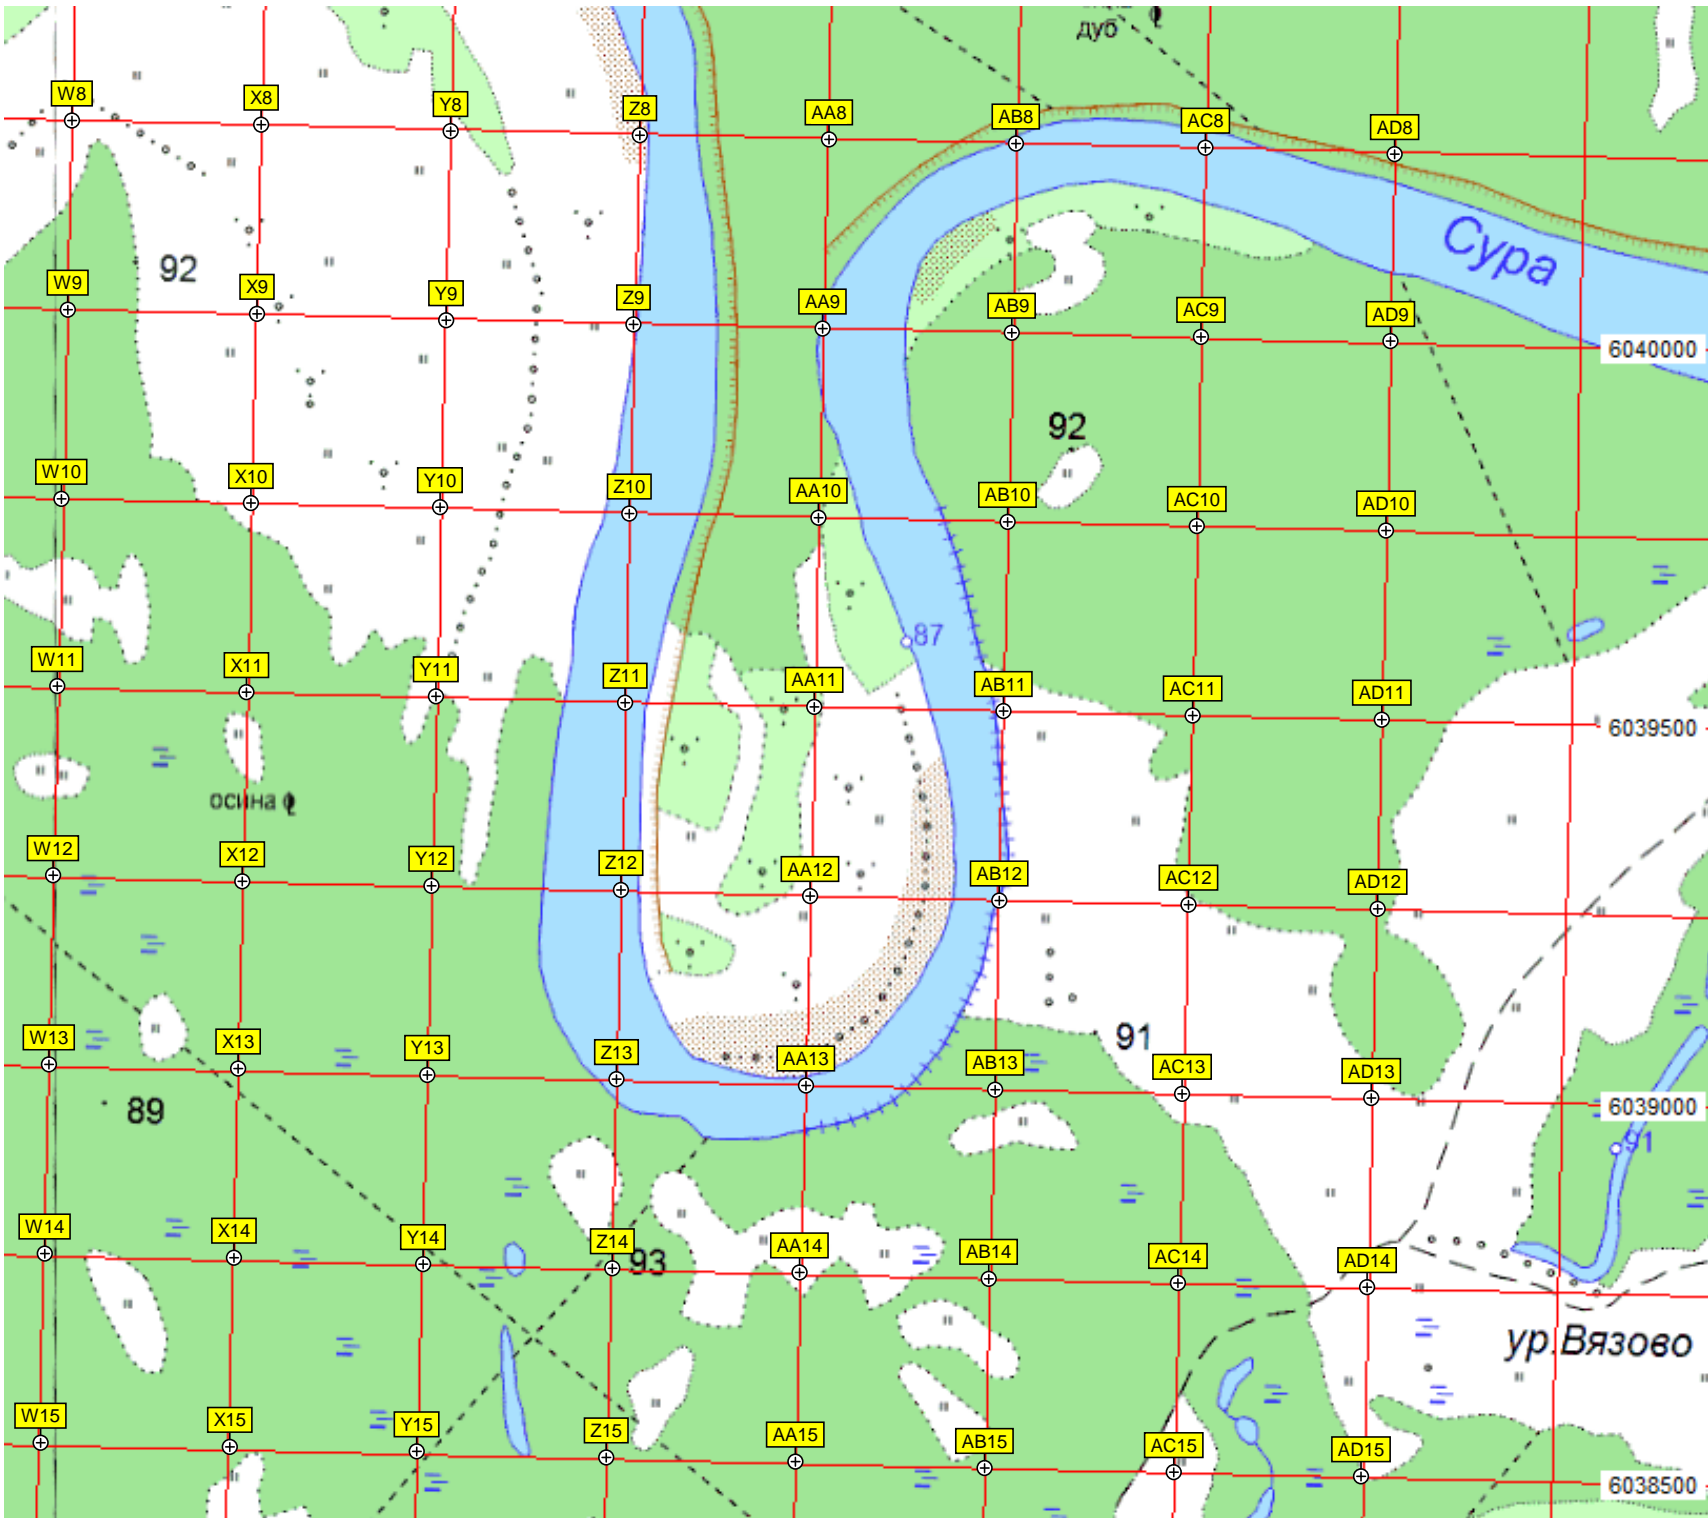 дуб
W8 X8 Y8 Z8 AA8 AB8 AC8 AD8
Сура
92
W9 X9 Y9 Z9 AA9 AB9 AC9 AD9
6040000
92
W10 X10 Y10 Z10 AA10 AB10 AC10 AD10
87
W11 X11 Y11 Z11 AA11 AB11 AC11 AD11
6039500
осина
W12 X12 Y12 Z12 AA12 AB12 AC12 AD12
91
W13 X13 Y13 Z13 AA13 AB13 AC13 AD13
6039000
89
91
W14 X14 Y14 Z14 AA14 AB14 AC14 AD14
93
ур.Вязово
W15 X15 Y15 Z15 AA15 AB15 AC15 AD15
6038500